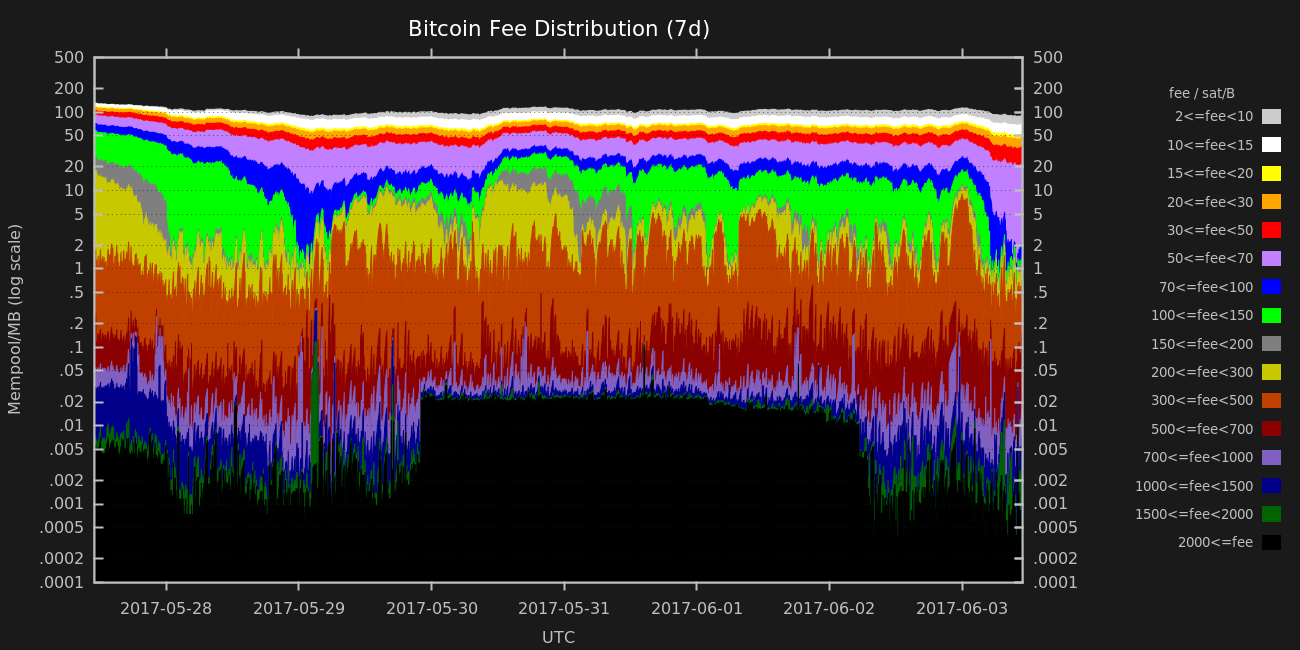 Bitcoin Fee Distribution (7d)
Mempool/MB (log scale)
500
200
100
50
20
10
5
2
1
.5
.2
.1
.05
.02
.01
.005
.002
.001
.0005
.0002
.0001
500
200
100
50
20
10
5
2
1
.5
.2
.1
.05
.02
.01
.005
.002
.001
.0005
.0002
.0001
2017-05-28 2017-05-29 2017-05-30 2017-05-31 2017-06-01 2017-06-02 2017-06-03
UTC
fee / sat/B
2<=fee<10
10<=fee<15
15<=fee<20
20<=fee<30
30<=fee<50
50<=fee<70
70<=fee<100
100<=fee<150
150<=fee<200
200<=fee<300
300<=fee<500
500<=fee<700
700<=fee<1000
1000<=fee<1500
1500<=fee<2000
2000<=fee